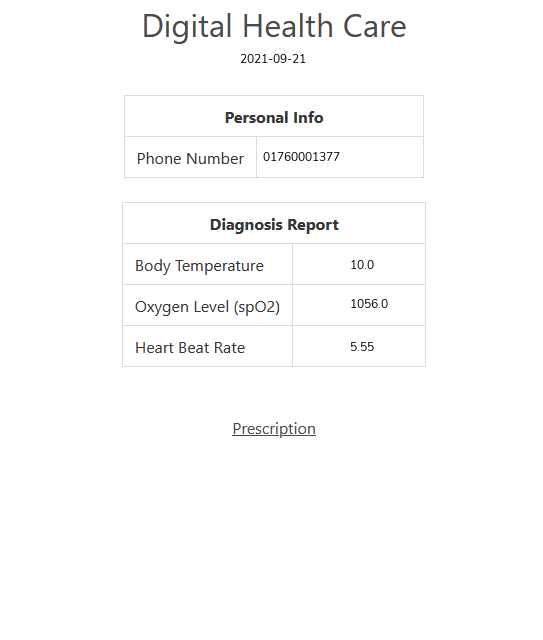 Digital Health Care
2021-09-21
Personal Info
Phone Number 01760001377
Diagnosis Report
Body Temperature 10.0
Oxygen Level (spO2) 1056.0
Heart Beat Rate 5.55
Prescription